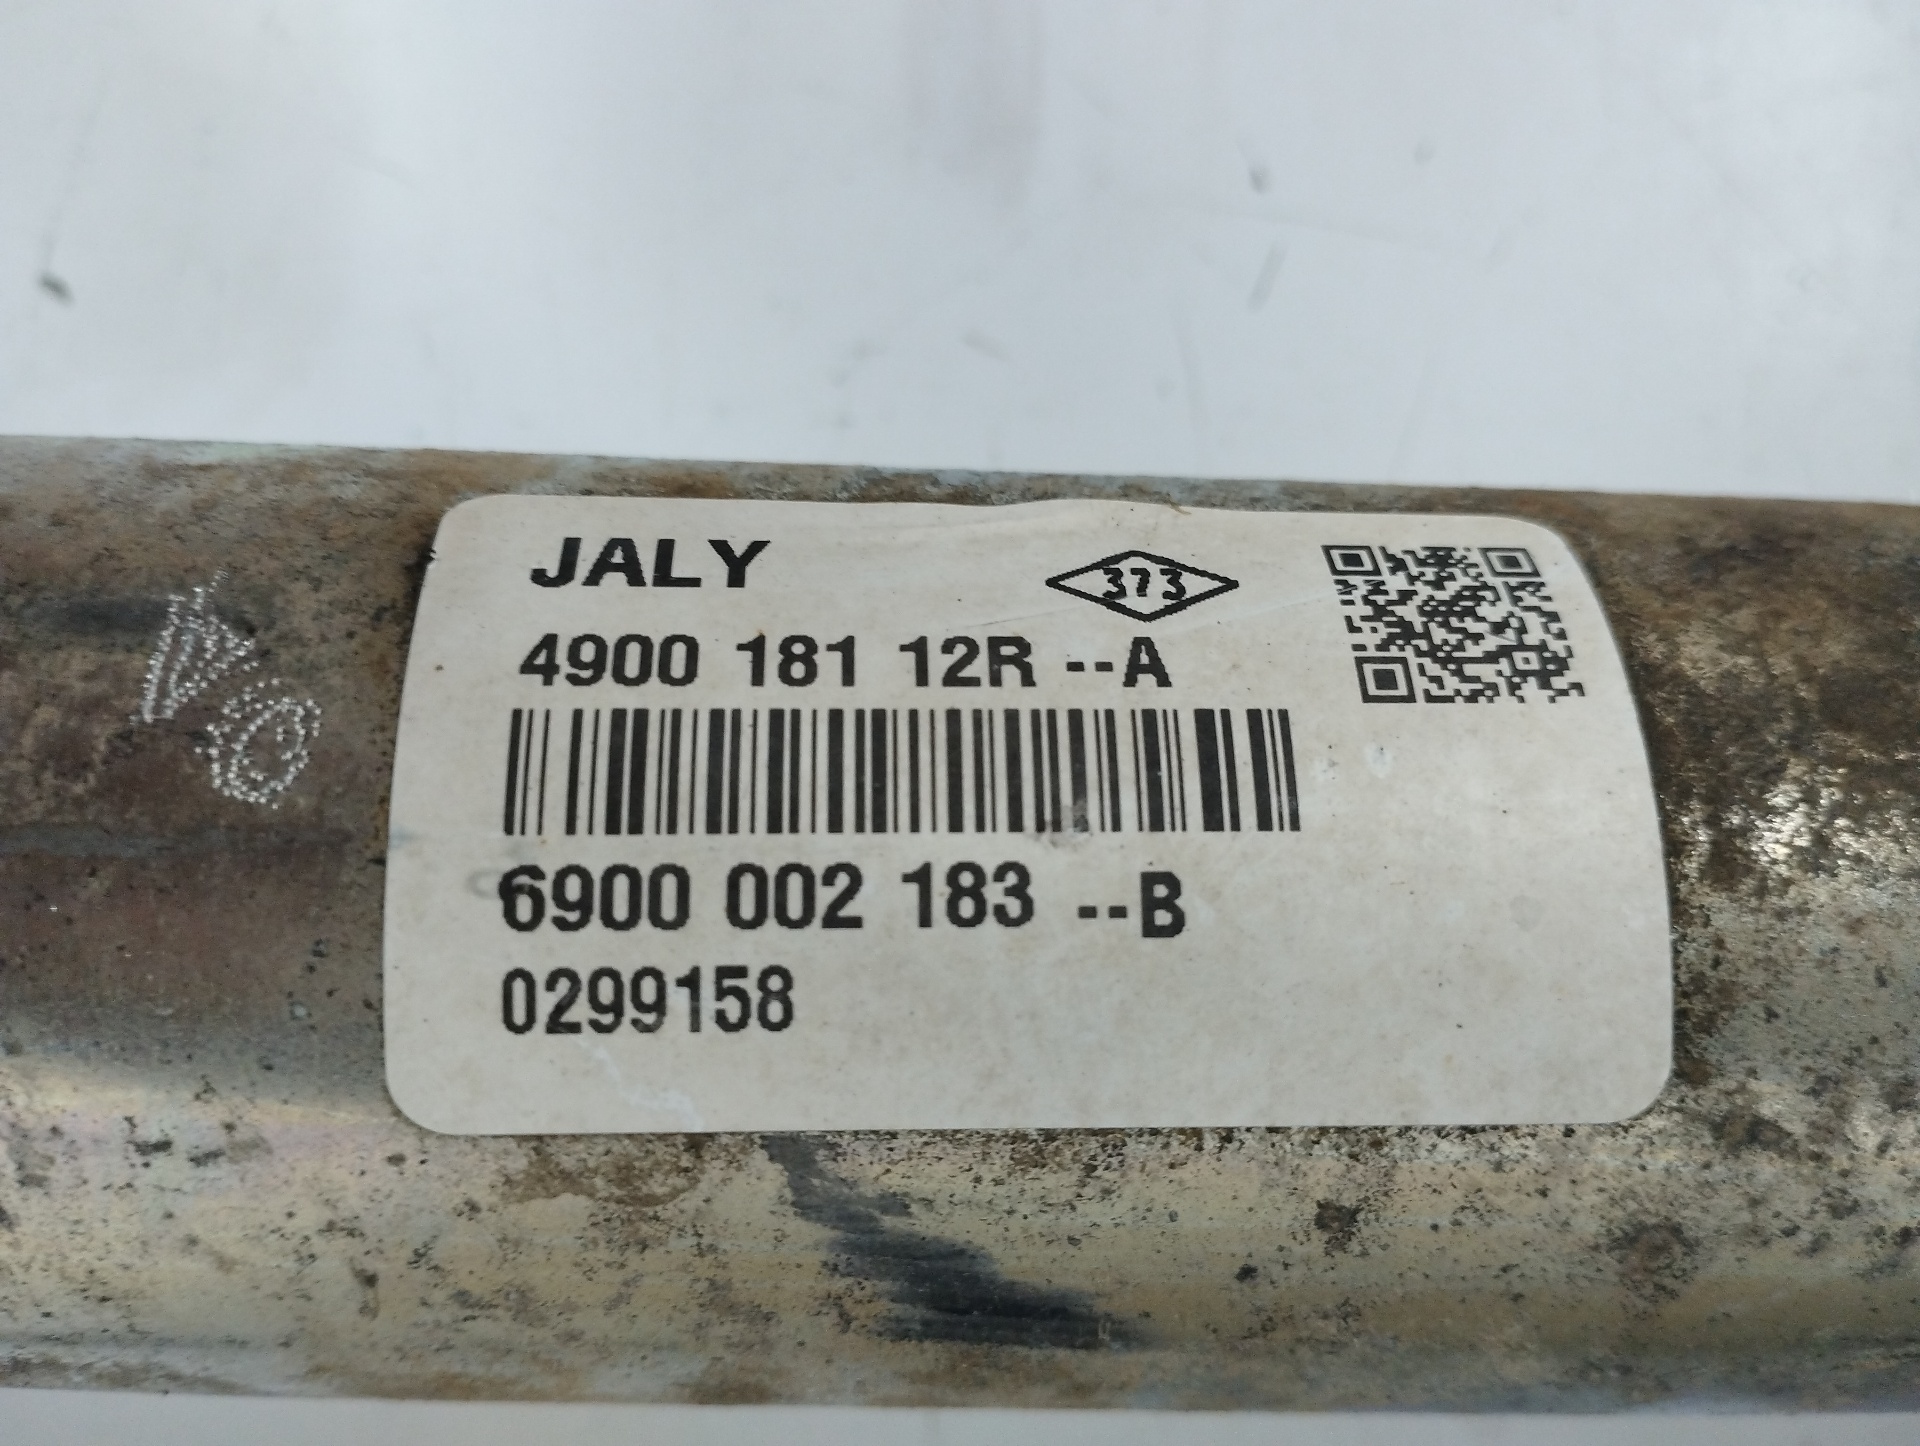 JALY
373
4900 181 12R --A
6900 002 183 --B
0299158